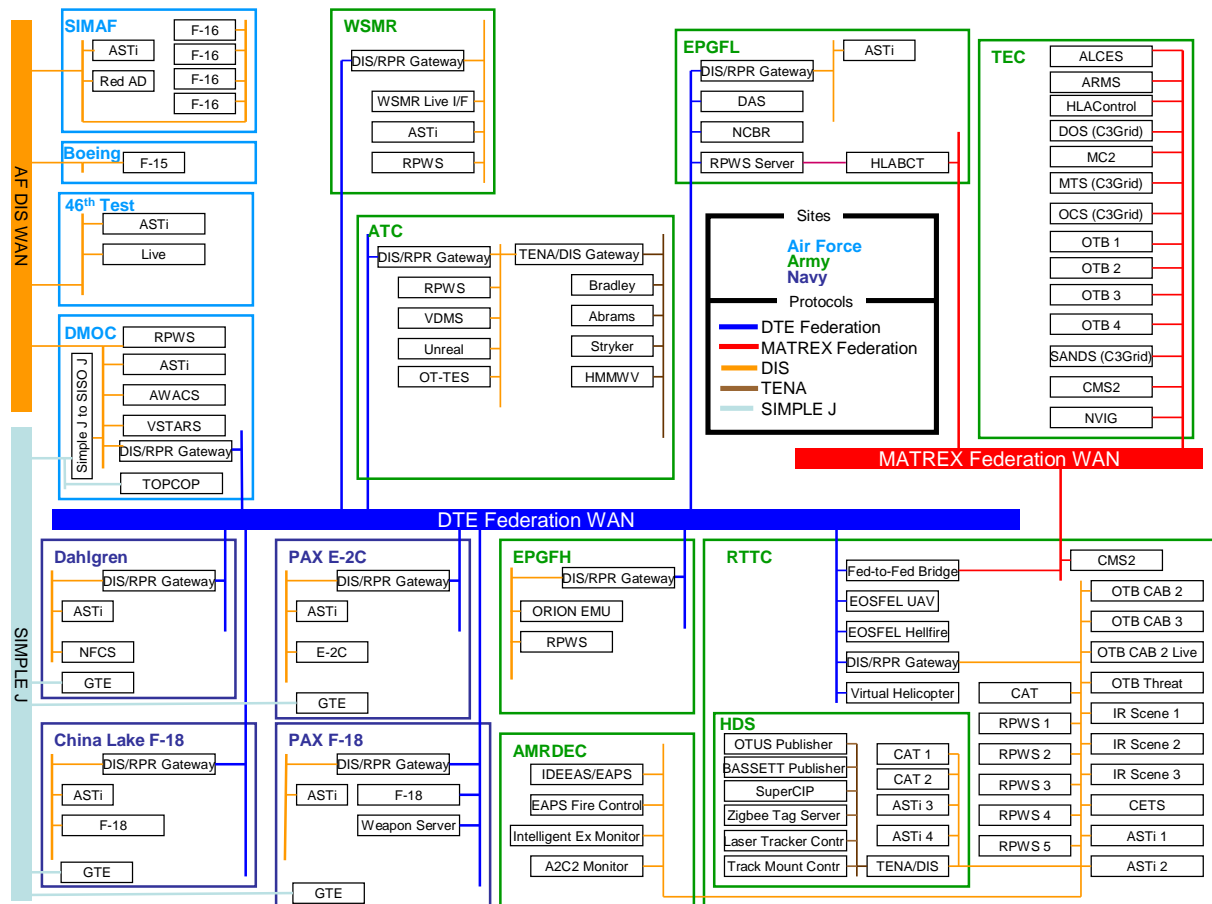 AF DIS WAN
SIMPLE J
SIMAF
ASTi
Red AD
F-16
F-16
F-16
F-16
Boeing
F-15
46th Test
ASTi
Live
DMOC
Simple J to SISO J
RPWS
ASTi
AWACS
VSTARS
DIS/RPR Gateway
TOPCOP
WSMR
DIS/RPR Gateway
WSMR Live I/F
ASTi
RPWS
ATC
DIS/RPR Gateway
RPWS
VDMS
Unreal
OT-TES
TENA/DIS Gateway
Bradley
Abrams
Stryker
HMMWV
EPGFL
DIS/RPR Gateway
DAS
NCBR
RPWS Server
ASTi
HLABCT
Sites
Air Force
Army
Navy
Protocols
DTE Federation
MATREX Federation
DIS
TENA
SIMPLE J
TEC
ALCES
ARMS
HLAControl
DOS (C3Grid)
MC2
MTS (C3Grid)
OCS (C3Grid)
OTB 1
OTB 2
OTB 3
OTB 4
SANDS (C3Grid)
CMS2
NVIG
MATREX Federation WAN
DTE Federation WAN
Dahlgren
DIS/RPR Gateway
ASTi
NFCS
GTE
PAX E-2C
DIS/RPR Gateway
ASTi
E-2C
GTE
EPGFH
DIS/RPR Gateway
ORION EMU
RPWS
China Lake F-18
DIS/RPR Gateway
ASTi
F-18
GTE
PAX F-18
DIS/RPR Gateway
ASTi
F-18
Weapon Server
GTE
AMRDEC
IDEEAS/EAPS
EAPS Fire Control
Intelligent Ex Monitor
A2C2 Monitor
RTTC
Fed-to-Fed Bridge
EOSFEL UAV
EOSFEL Hellfire
DIS/RPR Gateway
Virtual Helicopter
CMS2
OTB CAB 2
OTB CAB 3
OTB CAB 2 Live
OTB Threat
IR Scene 1
IR Scene 2
IR Scene 3
CETS
ASTi 1
ASTi 2
CAT
RPWS 1
RPWS 2
RPWS 3
RPWS 4
RPWS 5
HDS
OTUS Publisher
BASSETT Publisher
SuperCIP
Zigbee Tag Server
Laser Tracker Contr
Track Mount Contr
CAT 1
CAT 2
ASTi 3
ASTi 4
TENA/DIS